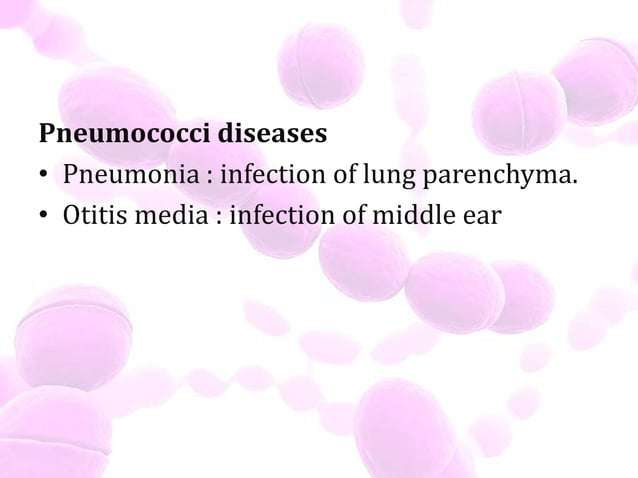 Pneumococci diseases
• Pneumonia : infection of lung parenchyma.
• Otitis media : infection of middle ear